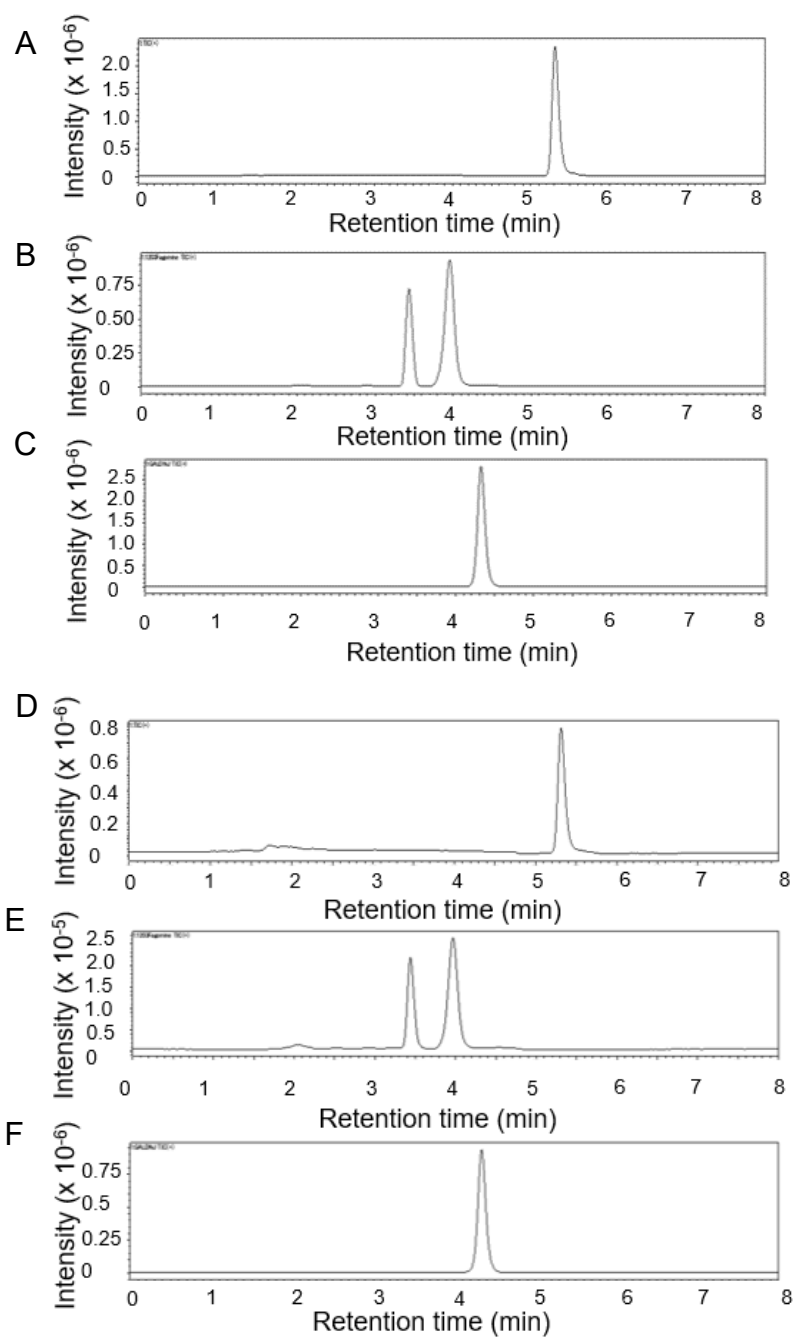 A
Intensity (x 10-6)
2.0
1.5
1.0
0.5
0
0 1 2 3 4 5 6 7 8
Retention time (min)
B
Intensity (x 10-6)
0.75
0.50
0.25
0
0 1 2 3 4 5 6 7 8
Retention time (min)
C
Intensity (x 10-6)
2.5
2.0
1.5
1.0
0.5
0
0 1 2 3 4 5 6 7 8
Retention time (min)
D
Intensity (x 10-6)
0.8
0.6
0.4
0.2
0
0 1 2 3 4 5 6 7 8
Retention time (min)
E
Intensity (x 10-5)
2.5
2.0
1.5
1.0
0.5
0
0 1 2 3 4 5 6 7 8
Retention time (min)
F
Intensity (x 10-6)
0.75
0.5
0.25
0
0 1 2 3 4 5 6 7 8
Retention time (min)